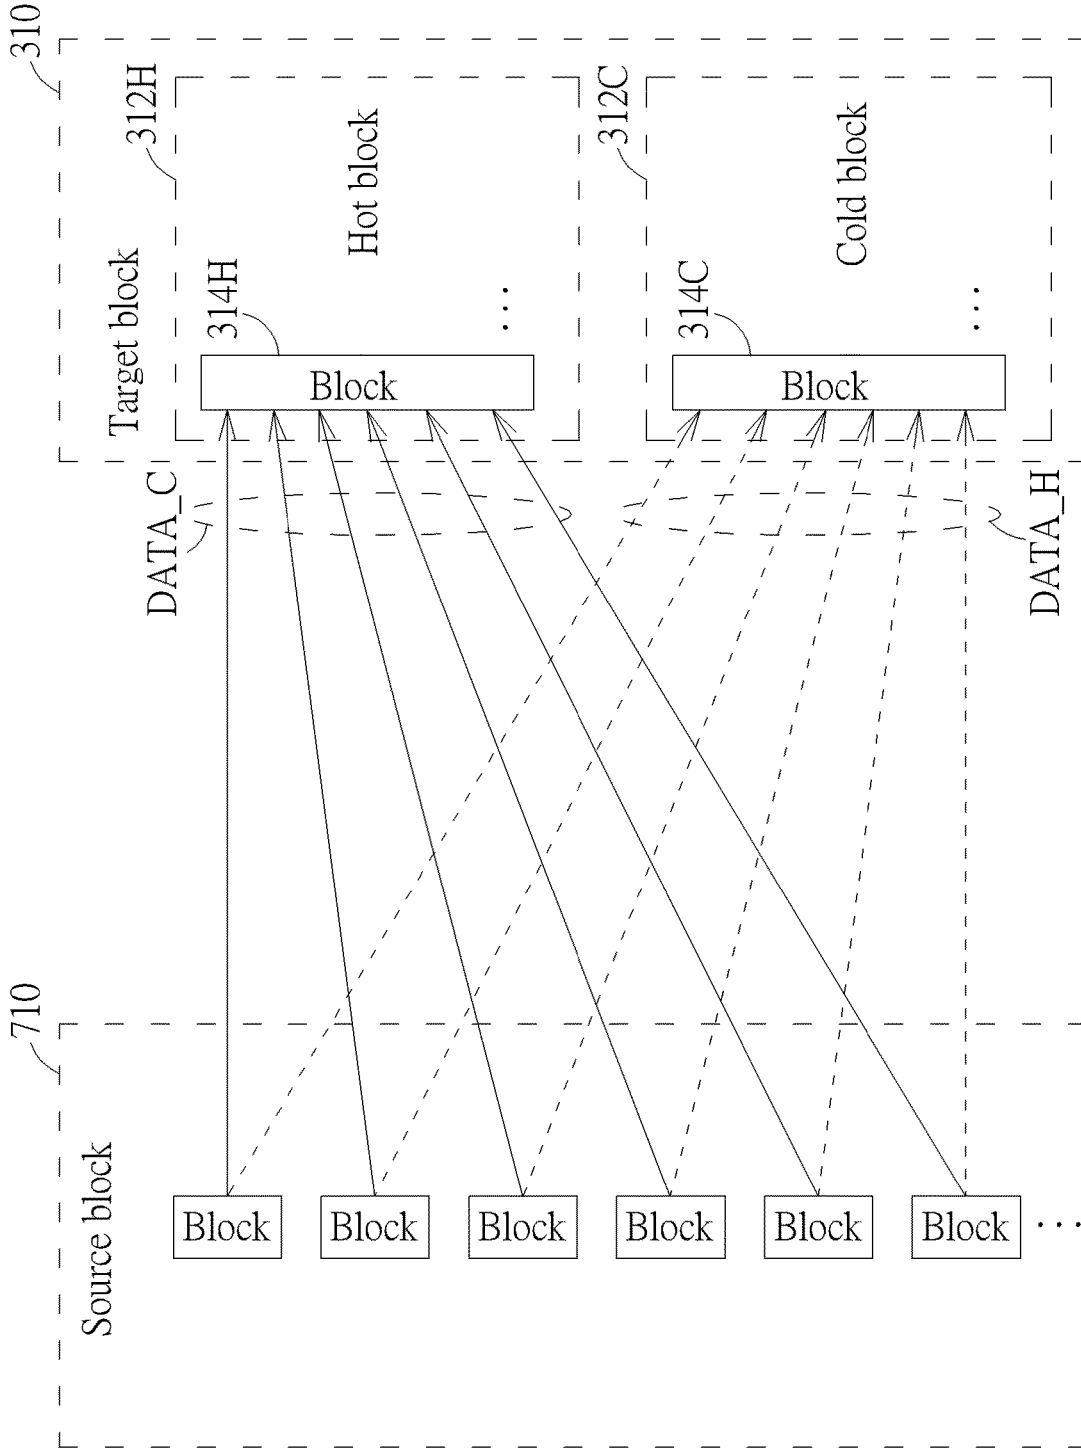 710
310
Source block
Target block
312H
DATA_C
314H
Block
Block
Hot block
Block
Block
...
312C
Block
314C
Block
Block
Cold block
Block
...
DATA_H
...